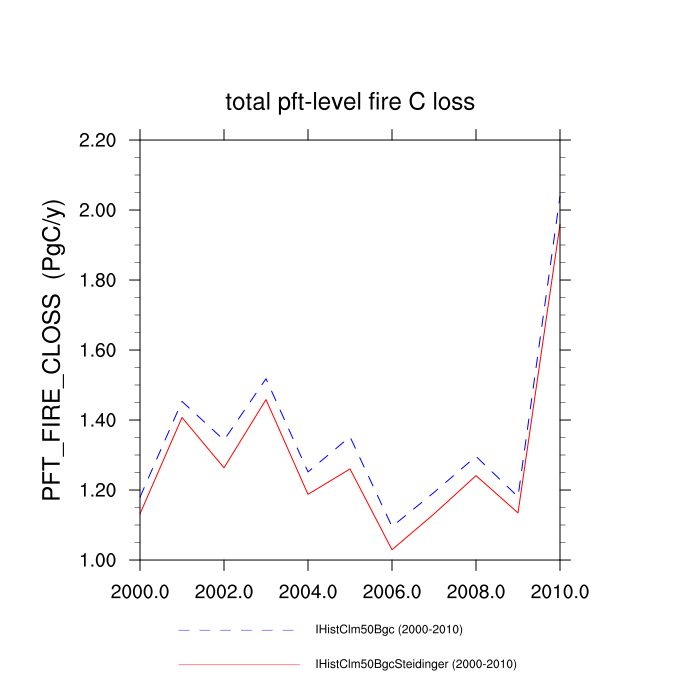 total pft-level fire C loss
PFT_FIRE_CLOSS (PgC/y)
2.20
2.00
1.80
1.60
1.40
1.20
1.00
2000.0 2002.0 2004.0 2006.0 2008.0 2010.0
IHistClm50Bgc (2000-2010)
IHistClm50BgcSteidinger (2000-2010)